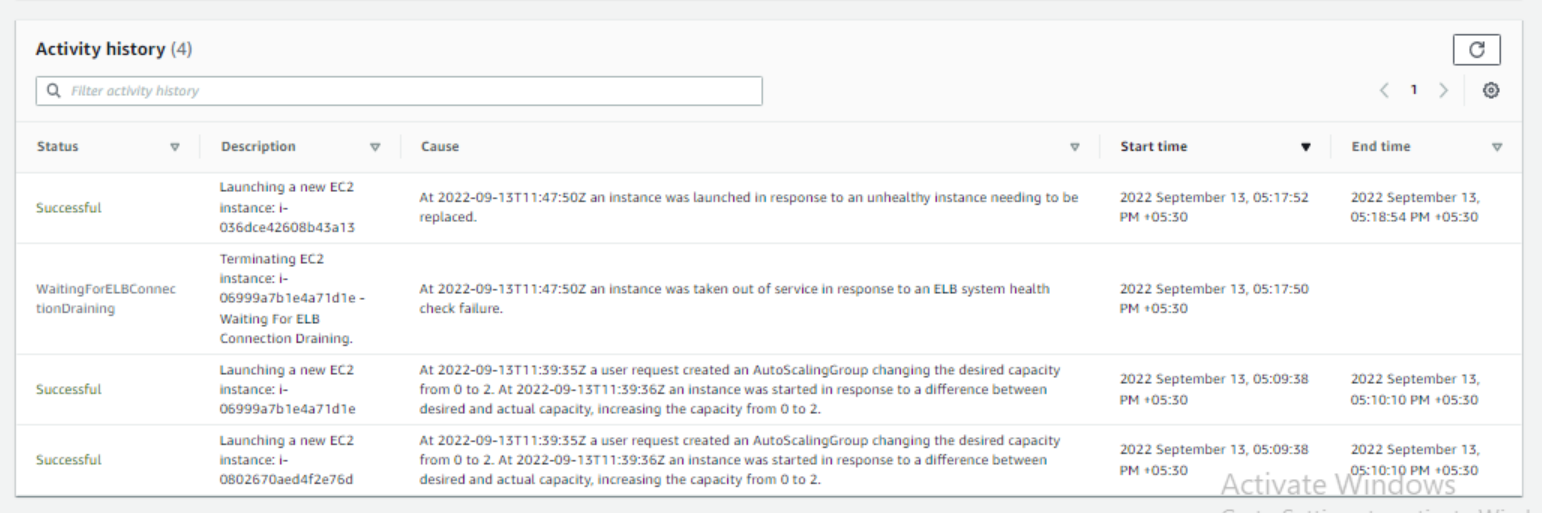 Activity history (4)
Filter activity history
1
Status Description Cause Start time End time
Launching a new EC2
instance: i-
036dce42608b43a13
Successful
At 2022-09-13T11:47:50Z an instance was launched in response to an unhealthy instance needing to be
replaced.
2022 September 13, 05:17:52
PM +05:30
2022 September 13,
05:18:54 PM +05:30
WaitingForELBConnec
tionDraining
Terminating EC2
instance: i-
06999a7b1e4a71d1e -
Waiting For ELB
Connection Draining.
At 2022-09-13T11:47:50Z an instance was taken out of service in response to an ELB system health
check failure.
2022 September 13, 05:17:50
PM +05:30
Successful
Launching a new EC2
instance: i-
06999a7b1e4a71d1e
At 2022-09-13T11:39:35Z a user request created an AutoScalingGroup changing the desired capacity
from 0 to 2. At 2022-09-13T11:39:36Z an instance was started in response to a difference between
desired and actual capacity, increasing the capacity from 0 to 2.
2022 September 13, 05:09:38
PM +05:30
2022 September 13,
05:10:10 PM +05:30
Successful
Launching a new EC2
instance: i-
0802670aed4f2e76d
At 2022-09-13T11:39:35Z a user request created an AutoScalingGroup changing the desired capacity
from 0 to 2. At 2022-09-13T11:39:36Z an instance was started in response to a difference between
desired and actual capacity, increasing the capacity from 0 to 2.
2022 September 13, 05:09:38
PM +05:30
2022 September 13,
05:10:10 PM +05:30
Activate Windows